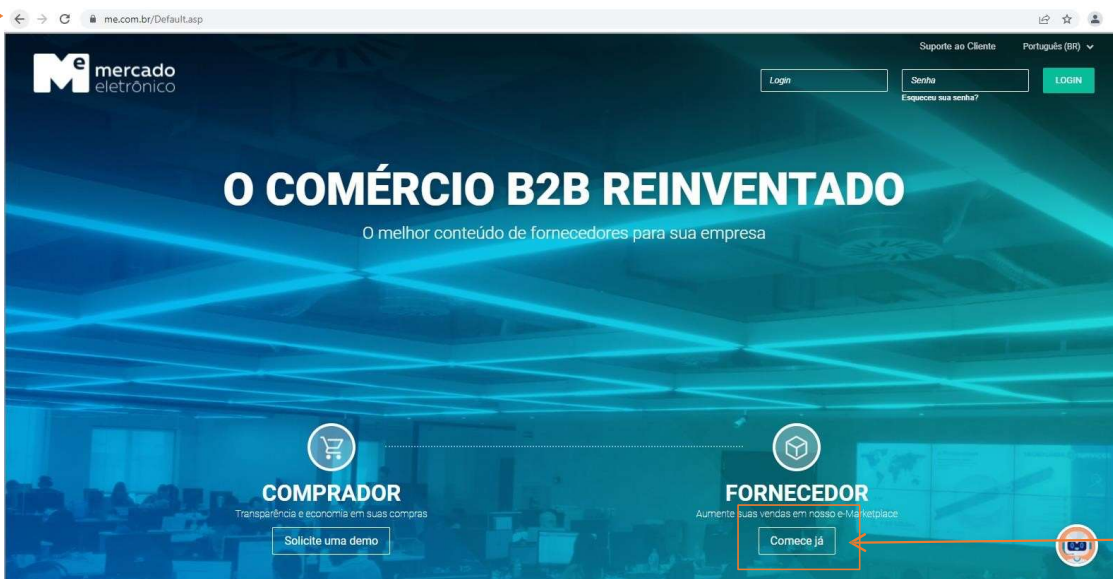 me.com.br/Default.asp
Suporte ao Cliente Português (BR)
Me mercado
eletrônico
Login Senha LOGIN
Esqueceu sua senha?
O COMÉRCIO B2B REINVENTADO
O melhor conteúdo de fornecedores para sua empresa
COMPRADOR
Transparência e economia em suas compras
Solicite uma demo
FORNECEDOR
Aumente suas vendas em nosso e-Marketplace
Comece já